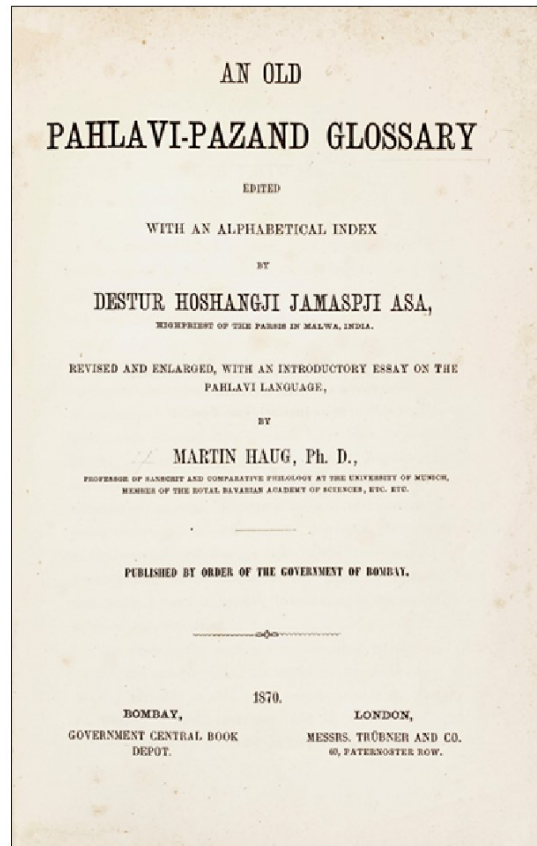 AN OLD
PAHLAVI-PAZAND GLOSSARY
EDITED
WITH AN ALPHABETICAL INDEX
BY
DESTUR HOSHANGJI JAMASPJI ASA,
HIGHPRIEST OF THE PARSIS IN MALWA, INDIA.
REVISED AND ENLARGED, WITH AN INTRODUCTORY ESSAY ON THE
PAHLAVI LANGUAGE,
BY
MARTIN HAUG, Ph. D.,
PROFESSOR OF SANSCRIT AND COMPARATIVE PHILOLOGY AT THE UNIVERSITY OF MUNICH,
MEMBER OF THE ROYAL BAVARIAN ACADEMY OF SCIENCES, ETC. ETC.
PUBLISHED BY ORDER OF THE GOVERNMENT OF BOMBAY.
1870.
BOMBAY,
GOVERNMENT CENTRAL BOOK
DEPOT.
LONDON,
MESSRS. TRÜBNER AND CO.
60, PATERNOSTER ROW.